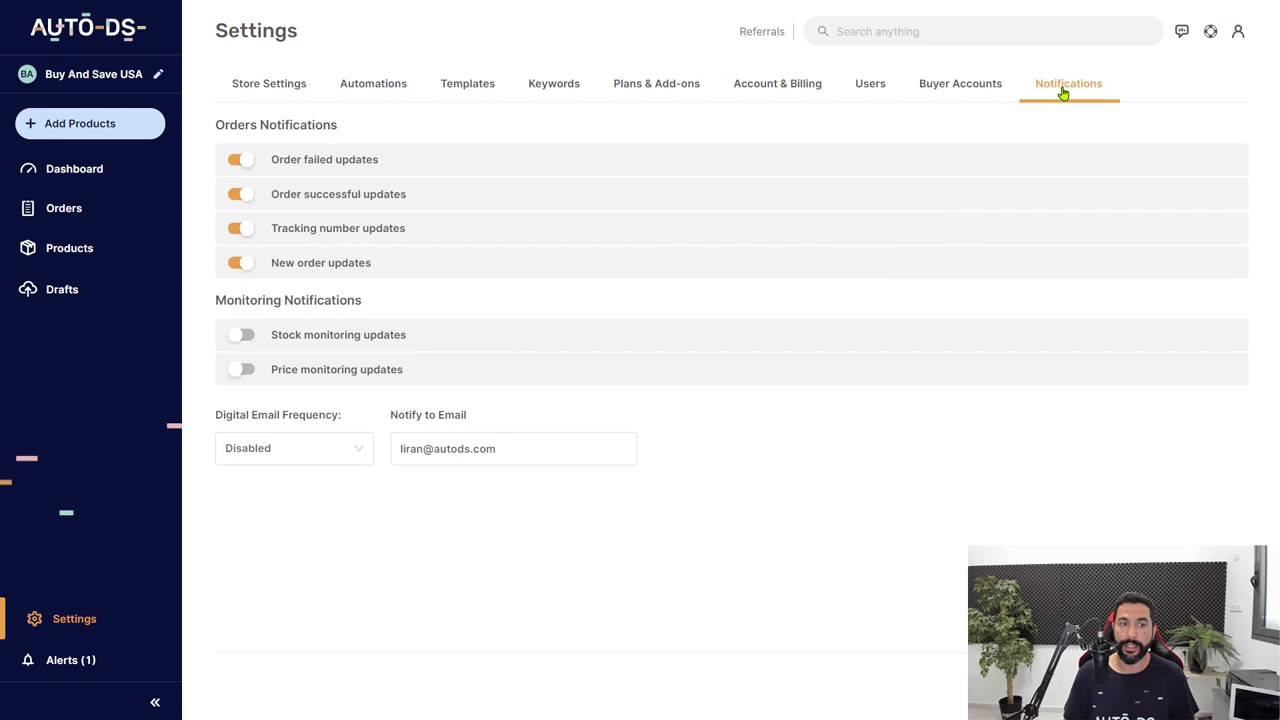 AUTO-DS-
Settings
Referrals
Search anything
BA Buy And Save USA
Store Settings
Automations
Templates
Keywords
Plans & Add-ons
Account & Billing
Users
Buyer Accounts
Notifications
Add Products
Dashboard
Orders
Products
Drafts
Settings
Alerts (1)
Orders Notifications
Order failed updates
Order successful updates
Tracking number updates
New order updates
Monitoring Notifications
Stock monitoring updates
Price monitoring updates
Digital Email Frequency:
Notify to Email
Disabled
liran@autods.com
AUTO-DS